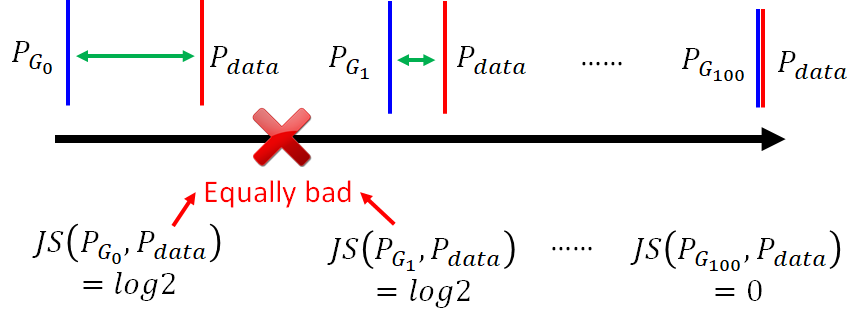 P_{G_0} P_{data} P_{G_1} P_{data} ...... P_{G_{100}} P_{data}
Equally bad
JS(P_{G_0}, P_{data}) JS(P_{G_1}, P_{data}) ...... JS(P_{G_{100}}, P_{data})
= log2 = log2 = 0